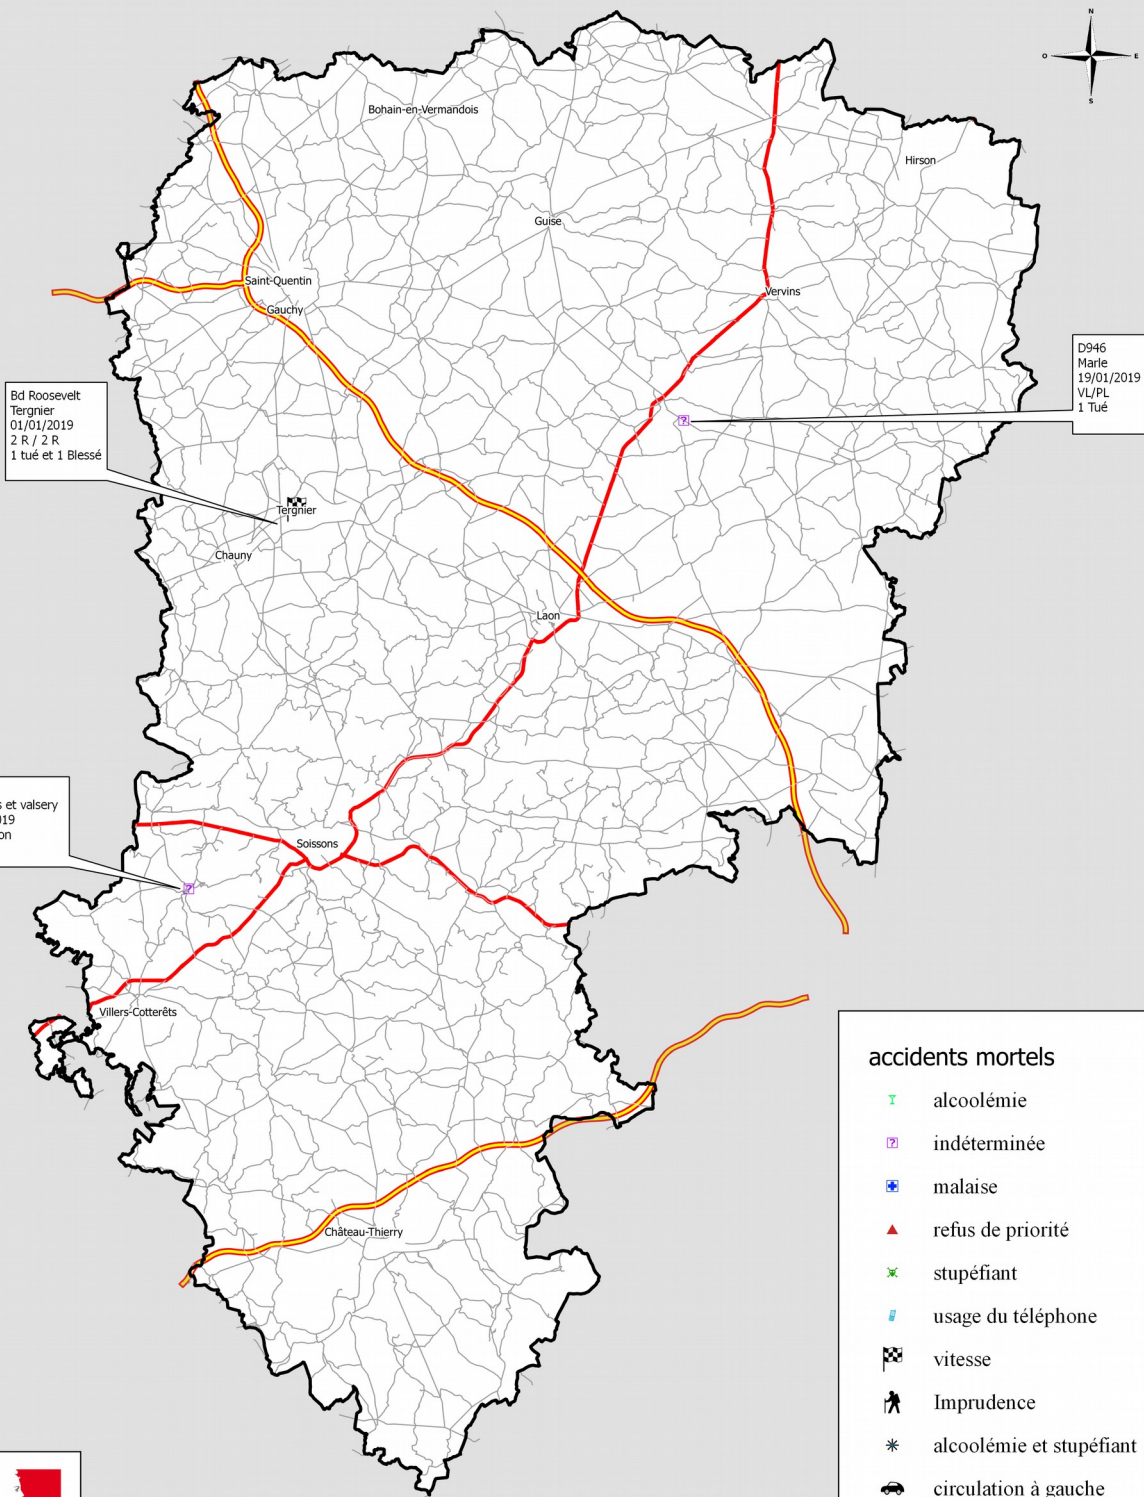 N
O
E
S
Bohain-en-Vermandois
Hirson
Guise
Saint-Quentin
Gauchy
Vervins
D946
Marle
19/01/2019
VL/PL
1 Tué
Bd Roosevelt
Tergnier
01/01/2019
2 R / 2 R
1 tué et 1 Blessé
Tergnier
Chauny
Laon
et valsery
Soissons
Villers-Cotterêts
Château-Thierry
accidents mortels
alcoolémie
? indéterminée
malaise
refus de priorité
stupéfiant
usage du téléphone
vitesse
Imprudence
alcoolémie et stupéfiant
circulation à gauche